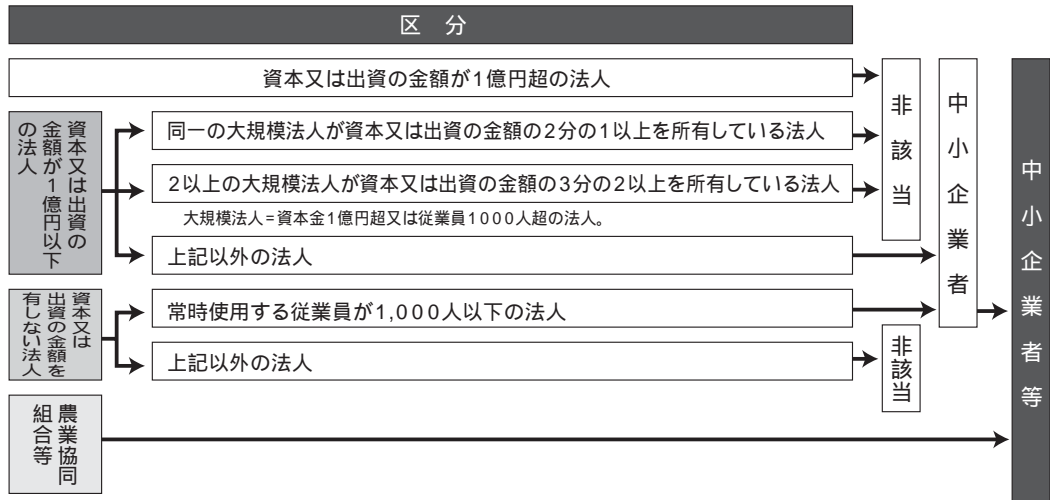 区 分
資本又は出資の金額が1億円超の法人
非該当
中小企業者
中小企業者等
資本又は出資の
金額が1億円以下
の法人
同一の大規模法人が資本又は出資の金額の2分の1以上を所有している法人
2以上の大規模法人が資本又は出資の金額の3分の2以上を所有している法人
大規模法人=資本金1億円超又は従業員1000人超の法人。
上記以外の法人
資本又は
出資の金額を
有しない法人
常時使用する従業員が1,000人以下の法人
上記以外の法人
非該当
農業協同
組合等